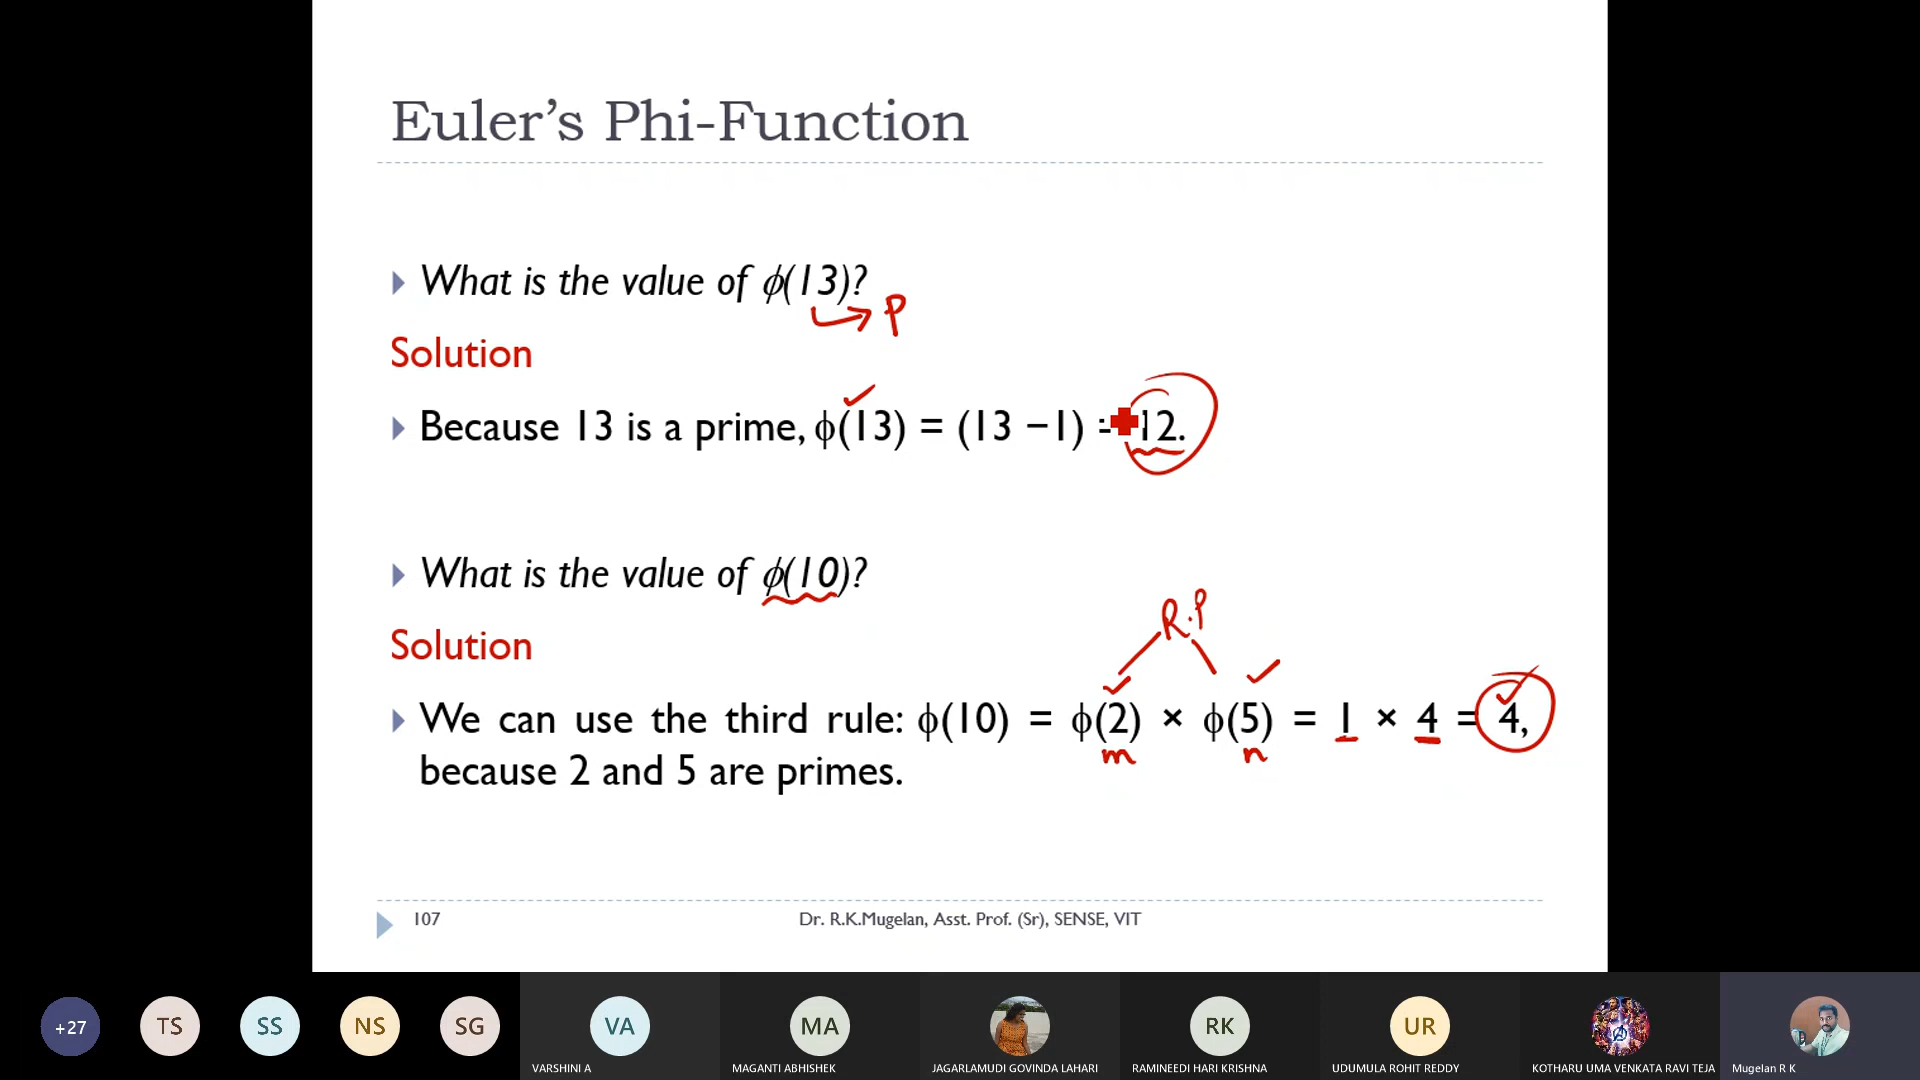 Euler’s Phi-Function
What is the value of ϕ(13)?
P
Solution
Because 13 is a prime, ϕ(13) = (13 −1) = 12.
What is the value of ϕ(10)?
R.P
Solution
We can use the third rule: ϕ(10) = ϕ(2) × ϕ(5) = 1 × 4 = 4,
m n
because 2 and 5 are primes.
107 Dr. R.K.Mugelan, Asst. Prof. (Sr), SENSE, VIT
+27 TS SS NS SG VA MA RK UR
VARSHINI A MAGANTI ABHISHEK JAGARLAMUDI GOVINDA LAHARI RAMINEEDI HARI KRISHNA UDUMULA ROHIT REDDY KOTHARU UMA VENKATA RAVI TEJA Mugelan R K